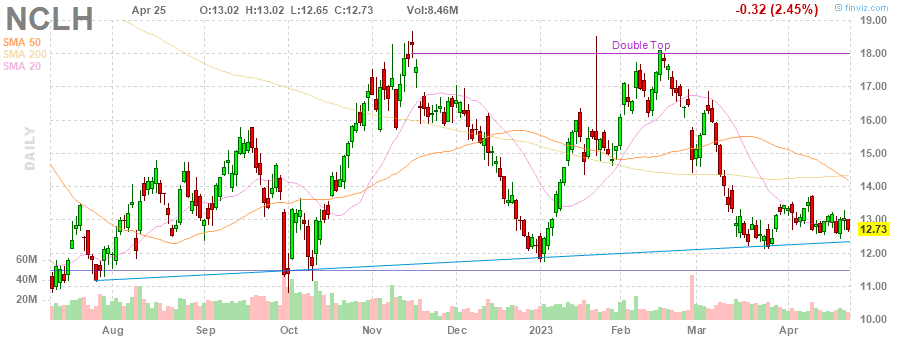 NCLH Apr 25 O:13.02 H:13.02 L:12.65 C:12.73 Vol:8.46M -0.32 (2.45%) © finviz.com
19.00
SMA 50
SMA 200
SMA 20
Double Top
18.00
17.00
16.00
DAILY
15.00
14.00
13.00
12.73
12.00
60M
40M
11.00
20M
10.00
Aug Sep Oct Nov Dec 2023 Feb Mar Apr